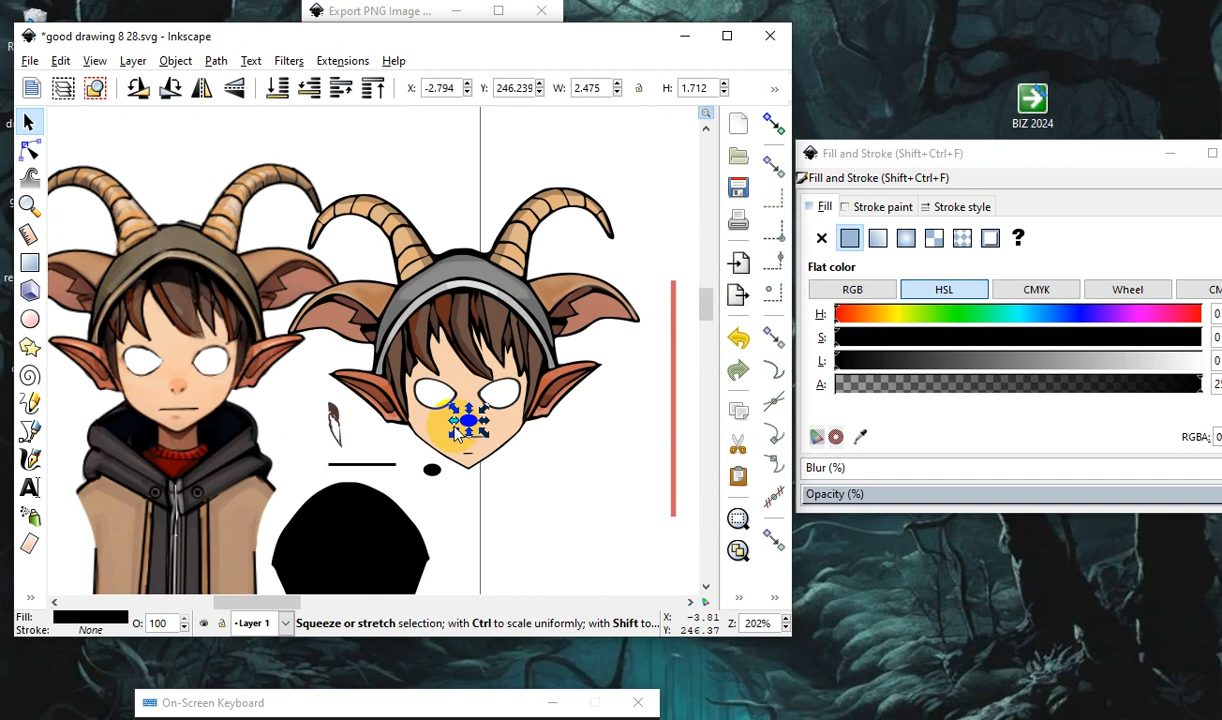 Export PNG Image ...
*good drawing 8 28.svg - Inkscape
File Edit View Layer Object Path Text Filters Extensions Help
X: -2.794 Y: 246.239 W: 2.475 H: 1.712
BIZ 2024
Fill and Stroke (Shift+Ctrl+F)
Fill and Stroke (Shift+Ctrl+F)
Fill Stroke paint Stroke style
?
Flat color
RGB HSL CMYK Wheel
H: 0
S: 0
L: 0
A:
RGBA:
Blur (%)
Opacity (%)
Fill: O: 100 Layer 1 Squeeze or stretch selection; with Ctrl to scale uniformly; with Shift to... X: -3.81 Z: 202%
Stroke: None Y: 246.37
On-Screen Keyboard